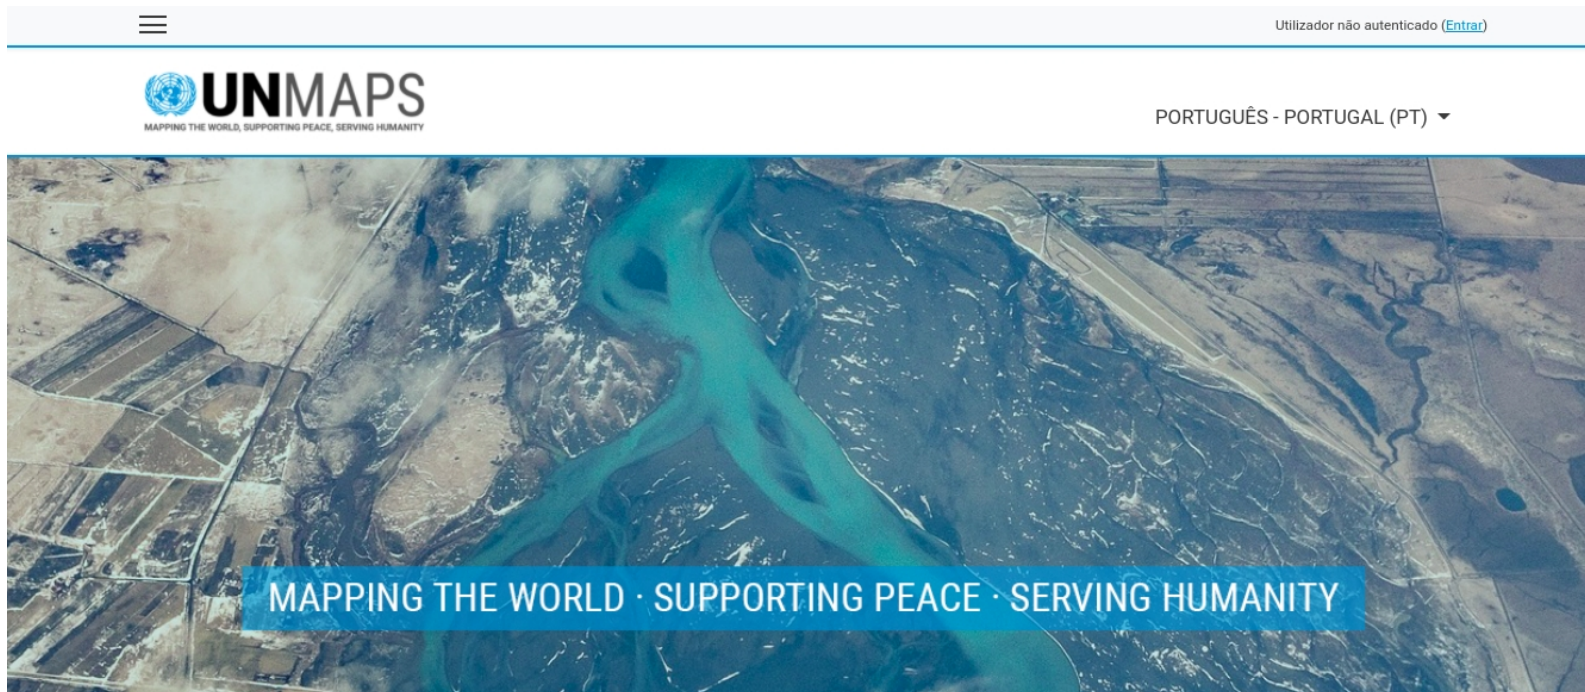 Utilizador não autenticado (Entrar)
UNMAPS
MAPPING THE WORLD, SUPPORTING PEACE, SERVING HUMANITY
PORTUGUÊS - PORTUGAL (PT)
MAPPING THE WORLD · SUPPORTING PEACE · SERVING HUMANITY